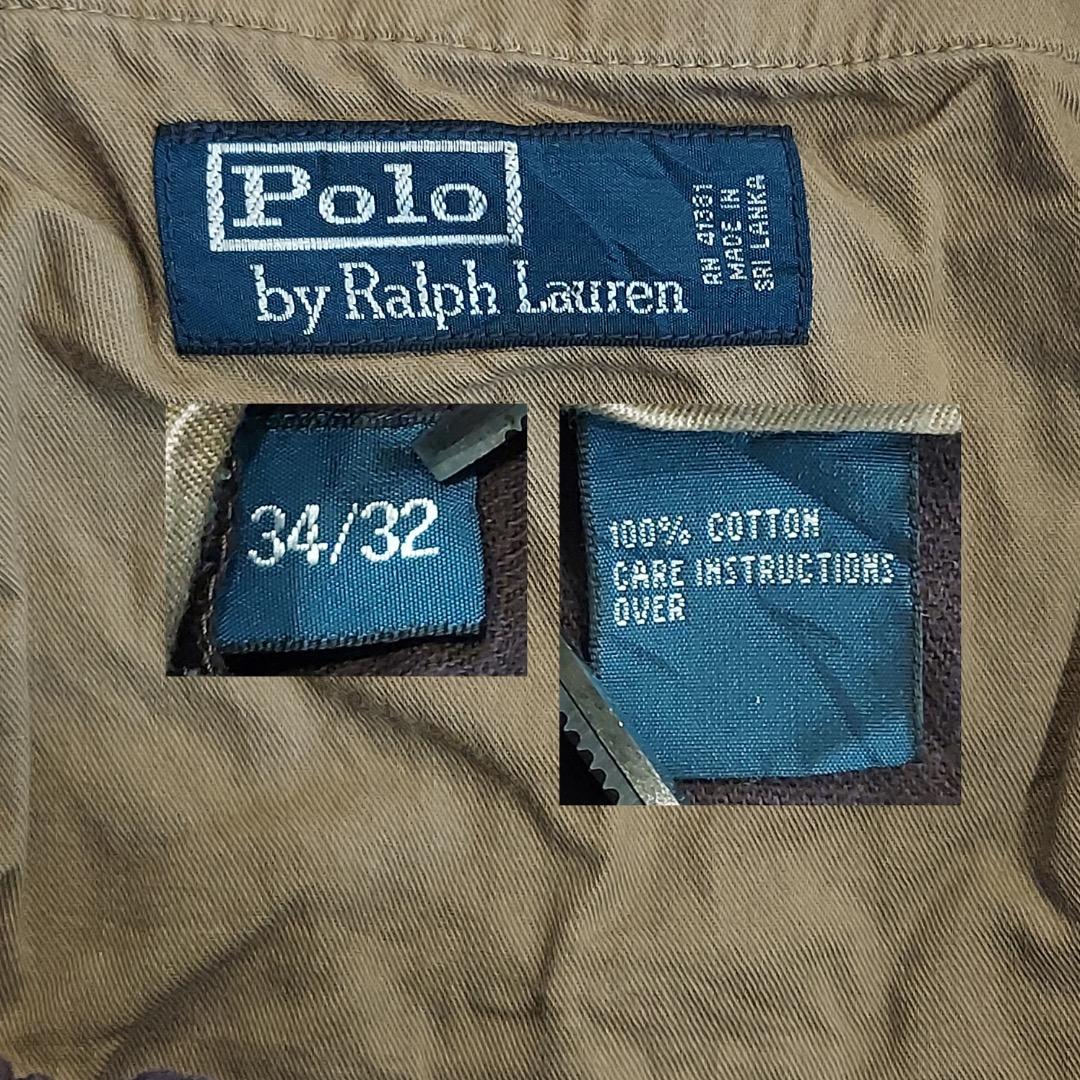 Polo
by Ralph Lauren
RN 41381
MADE IN
SRI LANKA
34/32
100% COTTON
CARE INSTRUCTIONS
OVER